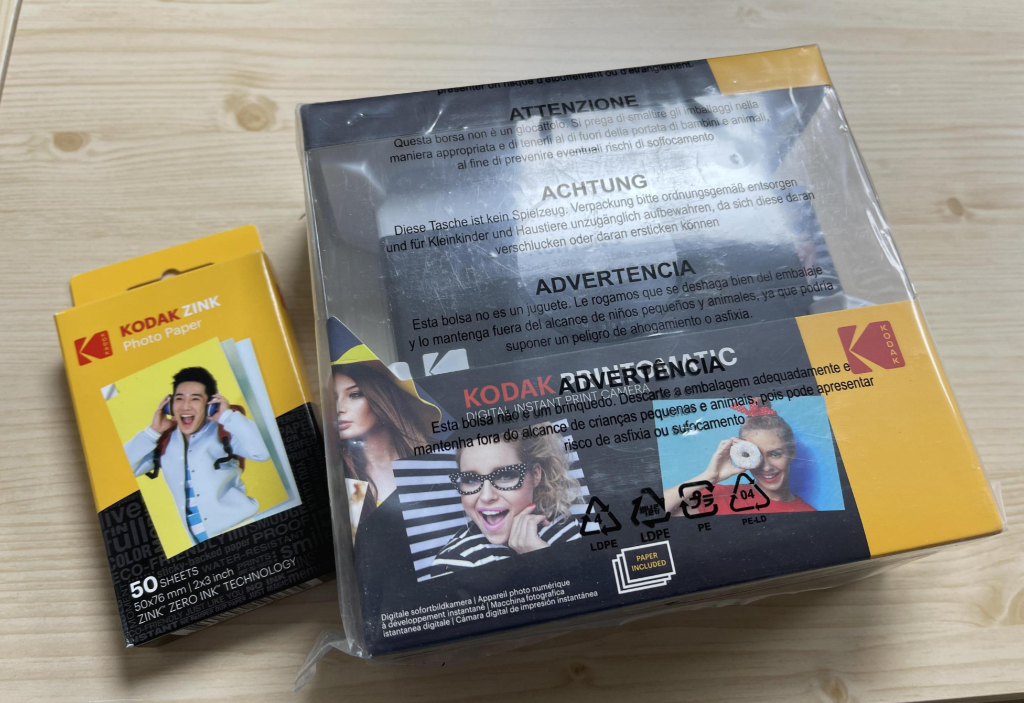 KODAK ZINK
Photo Paper
KODAK
50 SHEETS
50x76 mm | 2x3 inch
ZINK® ZERO INK® TECHNOLOGY
présenter un risque d'étouffement ou d'étranglement.
ATTENZIONE
Questa borsa non è un giocattolo. Si prega di smaltire gli imballaggi nella
maniera appropriata e di tenerli al di fuori della portata di bambini e animali,
al fine di prevenire eventuali rischi di soffocamento
ACHTUNG
Diese Tasche ist kein Spielzeug. Verpackung bitte ordnungsgemäß entsorgen
und für Kleinkinder und Haustiere unzugänglich aufbewahren, da sich diese daran
verschlucken oder daran ersticken können
ADVERTENCIA
Esta bolsa no es un juguete. Le rogamos que se deshaga bien del embalaje
y lo mantenga fuera del alcance de niños pequeños y animales, ya que podría
suponer un peligro de ahogamiento o asfixia.
KODAK PRINTOMATIC
DIGITAL INSTANT PRINT CAMERA
KODAK
ADVERTÊNCIA
Esta bolsa não é um brinquedo. Descarte a embalagem adequadamente e
mantenha fora do alcance de crianças pequenas e animais, pois pode apresentar
risco de asfixia ou sufocamento
4
LDPE
LDPE
PE
04
PE-LD
PAPER
INCLUDED
Digitale sofortbildkamera | Appareil photo numérique
à développement instantané | Macchina fotografica
istantanea digitale | Cámara digital de impresión instantánea